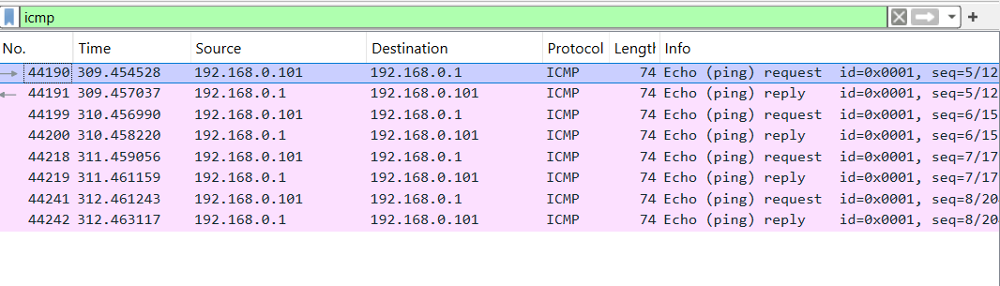 icmp
No. Time Source Destination Protocol Lengtl Info
44190 309.454528 192.168.0.101 192.168.0.1 ICMP 74 Echo (ping) request id=0x0001, seq=5/12
44191 309.457037 192.168.0.1 192.168.0.101 ICMP 74 Echo (ping) reply id=0x0001, seq=5/12
44199 310.456990 192.168.0.101 192.168.0.1 ICMP 74 Echo (ping) request id=0x0001, seq=6/15
44200 310.458220 192.168.0.1 192.168.0.101 ICMP 74 Echo (ping) reply id=0x0001, seq=6/15
44218 311.459056 192.168.0.101 192.168.0.1 ICMP 74 Echo (ping) request id=0x0001, seq=7/17
44219 311.461159 192.168.0.1 192.168.0.101 ICMP 74 Echo (ping) reply id=0x0001, seq=7/17
44241 312.461243 192.168.0.101 192.168.0.1 ICMP 74 Echo (ping) request id=0x0001, seq=8/20
44242 312.463117 192.168.0.1 192.168.0.101 ICMP 74 Echo (ping) reply id=0x0001, seq=8/20